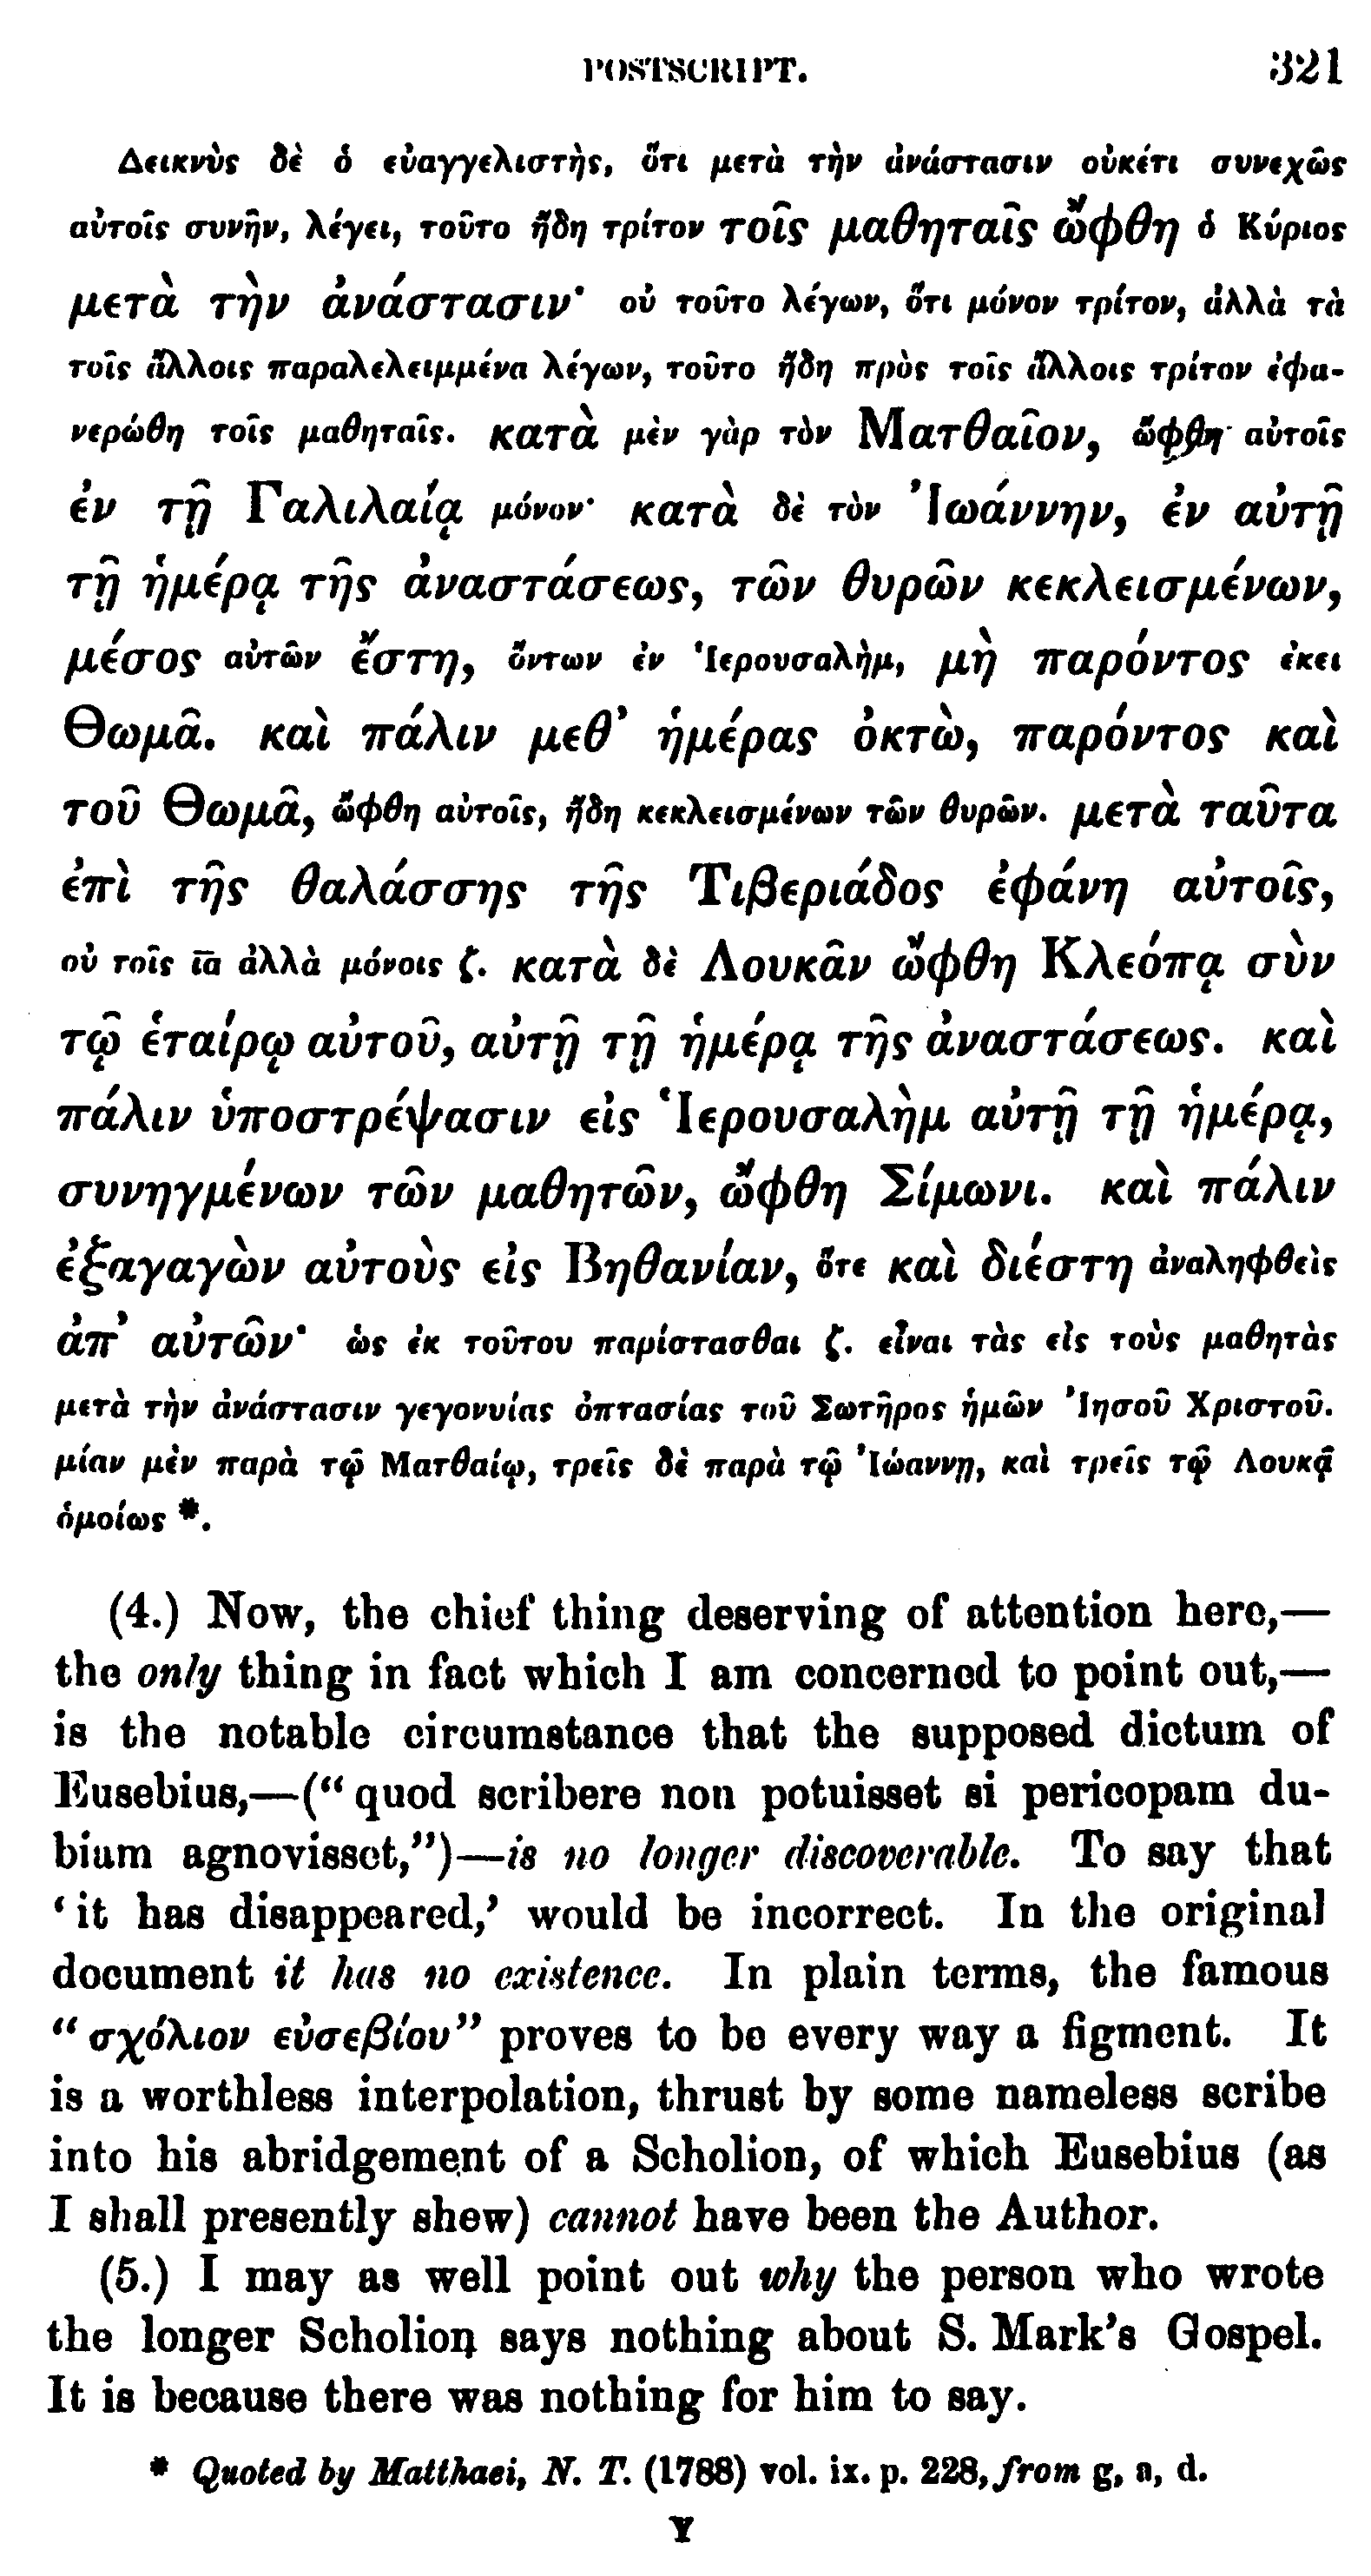 POSTSCRIPT. 321
Δεικνὺς δὲ ὁ εὐαγγελιστὴς, ὅτι μετὰ τὴν ἀνάστασιν οὐκέτι συνεχῶς
αὐτοῖς συνῆν, λέγει, τοῦτο ἤδη τρίτον τοῖς μαθηταῖς ὤφθη ὁ Κύριος
μετὰ τὴν ἀνάστασιν· οὐ τοῦτο λέγων, ὅτι μόνον τρίτον, ἀλλὰ τὰ
τοῖς ἄλλοις παραλελειμμένα λέγων, τοῦτο ἤδη πρὸς τοῖς ἄλλοις τρίτον ἐφα-
νερώθη τοῖς μαθηταῖς. κατὰ μὲν γὰρ τὸν Ματθαῖον, ὤφθη αὐτοῖς
ἐν τῇ Γαλιλαίᾳ μόνον· κατὰ δὲ τὸν Ἰωάννην, ἐν αὐτῇ
τῇ ἡμέρᾳ τῆς ἀναστάσεως, τῶν θυρῶν κεκλεισμένων,
μέσος αὐτῶν ἔστη, ὄντων ἐν Ἱερουσαλὴμ, μὴ παρόντος ἐκει
Θωμᾶ. καὶ πάλιν μεθ’ ἡμέρας ὀκτὼ, παρόντος καὶ
τοῦ Θωμᾶ, ὤφθη αὐτοῖς, ἤδη κεκλεισμένων τῶν θυρῶν. μετὰ ταῦτα
ἐπὶ τῆς θαλάσσης τῆς Τιβεριάδος ἐφάνη αὐτοῖς,
οὐ τοῖς ῑᾱ ἀλλὰ μόνοις ζ. κατὰ δὲ Λουκᾶν ὤφθη Κλεόπᾳ σὺν
τῷ ἑταίρῳ αὐτοῦ, αὐτῇ τῇ ἡμέρᾳ τῆς ἀναστάσεως. καὶ
πάλιν ὑποστρέψασιν εἰς Ἱερουσαλὴμ αὐτῇ τῇ ἡμέρᾳ,
συνηγμένων τῶν μαθητῶν, ὤφθη Σίμωνι. καὶ πάλιν
ἐξαγαγὼν αὐτοὺς εἰς Βηθανίαν, ὅτε καὶ διέστη ἀναληφθεὶς
ἀπ’ αὐτῶν· ὡς ἐκ τούτου παρίστασθαι ζ. εἶναι τὰς εἰς τοὺς μαθητὰς
μετὰ τὴν ἀνάστασιν γεγονυίας ὀπτασίας τοῦ Σωτῆρος ἡμῶν Ἰησοῦ Χριστοῦ.
μίαν μὲν παρὰ τῷ Ματθαίῳ, τρεῖς δὲ παρὰ τῷ Ἰώαννῃ, καὶ τρεῖς τῷ Λουκᾷ
ὁμοίως *.
(4.) Now, the chief thing deserving of attention here,—
the only thing in fact which I am concerned to point out,—
is the notable circumstance that the supposed dictum of
Eusebius,—(“quod scribere non potuisset si pericopam du-
bium agnovisset,”)—is no longer discoverable. To say that
‘it has disappeared,’ would be incorrect. In the original
document it has no existence. In plain terms, the famous
“σχόλιον εὐσεβίου” proves to be every way a figment. It
is a worthless interpolation, thrust by some nameless scribe
into his abridgement of a Scholion, of which Eusebius (as
I shall presently shew) cannot have been the Author.
(5.) I may as well point out why the person who wrote
the longer Scholion says nothing about S. Mark’s Gospel.
It is because there was nothing for him to say.
* Quoted by Matthaei, N. T. (1788) vol. ix. p. 228, from g, a, d.
Y